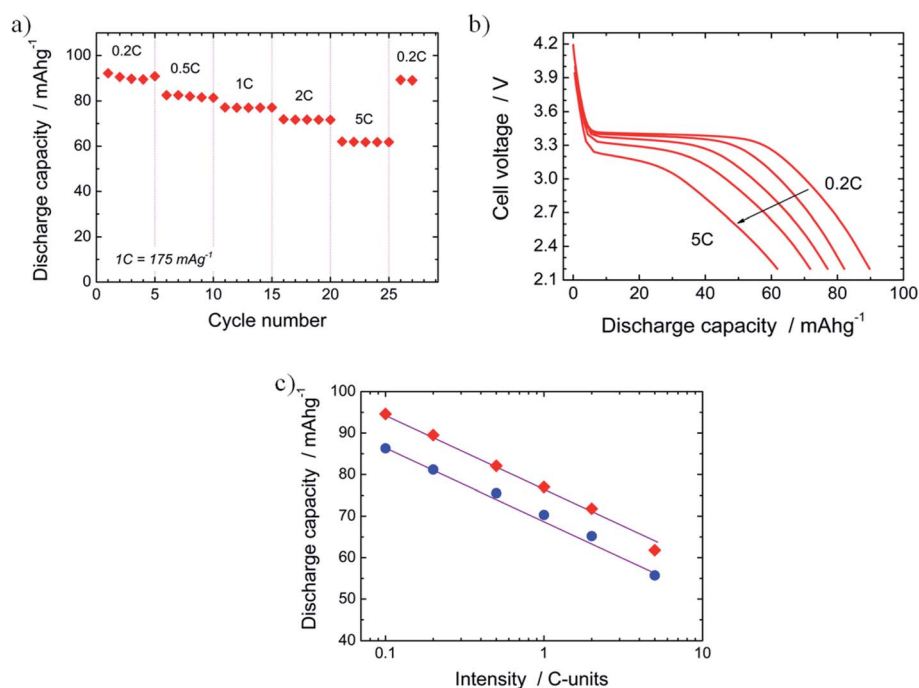 a)
0.2C
0.2C
0.5C
1C
2C
5C
1C = 175 mAg⁻¹
100
80
60
40
20
0
0
5
10
15
20
25
Discharge capacity / mAhg⁻¹
Cycle number
b)
4.2
3.9
3.6
3.3
3.0
2.7
2.4
2.1
0
20
40
60
80
100
Cell voltage / V
0.2C
5C
Discharge capacity / mAhg⁻¹
c)
100
90
80
70
60
50
40
0.1
1
10
Discharge capacity / mAhg⁻¹
Intensity / C-units